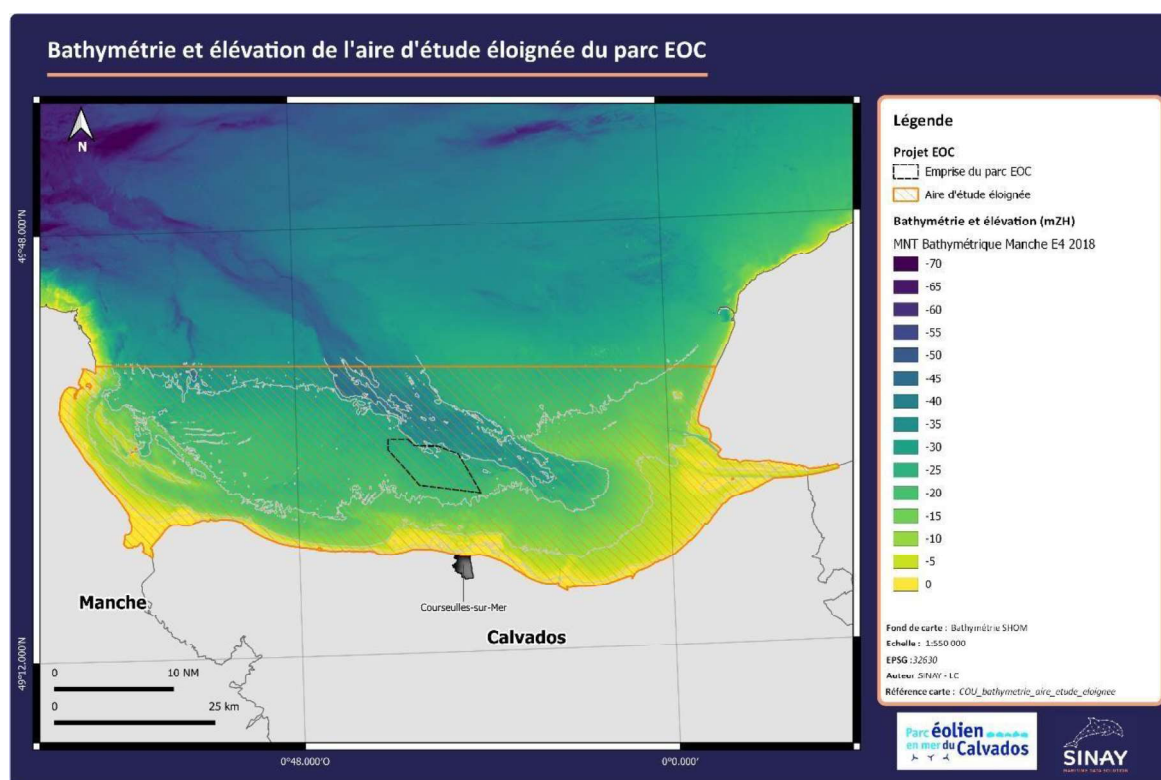 Bathymétrie et élévation de l'aire d'étude éloignée du parc EOC
N
49°48.000'N
49°12.000'N
Manche
Calvados
Courseulles-sur-Mer
0
10 NM
0
25 km
0°48.000'O
0°0.000'
Légende
Projet EOC
Emprise du parc EOC
Aire d'étude éloignée
Bathymétrie et élévation (mZH)
MNT Bathymétrique Manche E4 2018
-70
-65
-60
-55
-50
-45
-40
-35
-30
-25
-20
-15
-10
-5
0
Fond de carte : Bathymétrie SHOM
Echelle : 1:550 000
EPSG :32630
Auteur SINAY - LC
Référence carte : COU_bathymetrie_aire_etude_eloignee
Parc éolien
en mer du Calvados
SINAY